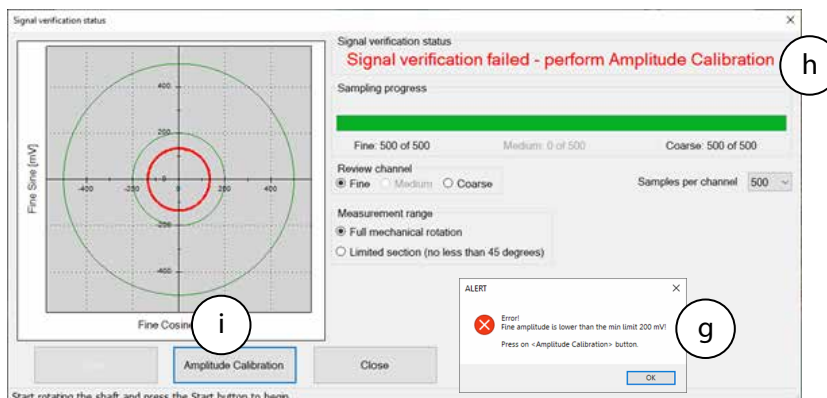 Signal verification status
Signal verification status
Signal verification failed - perform Amplitude Calibration
h
Sampling progress
Fine: 500 of 500 Medium: 0 of 500 Coarse: 500 of 500
Review channel
Fine Medium Coarse
Samples per channel 500
Measurement range
Full mechanical rotation
Limited section (no less than 45 degrees)
Fine Sine [mV]
400
200
-400 -200 0 200 400
0
-200
-400
Fine Cosine
i
ALERT
Error!
Fine amplitude is lower than the min limit 200 mV!
Press on <Amplitude Calibration> button.
OK
g
Amplitude Calibration
Close
Start rotating the shaft and press the Start button to begin